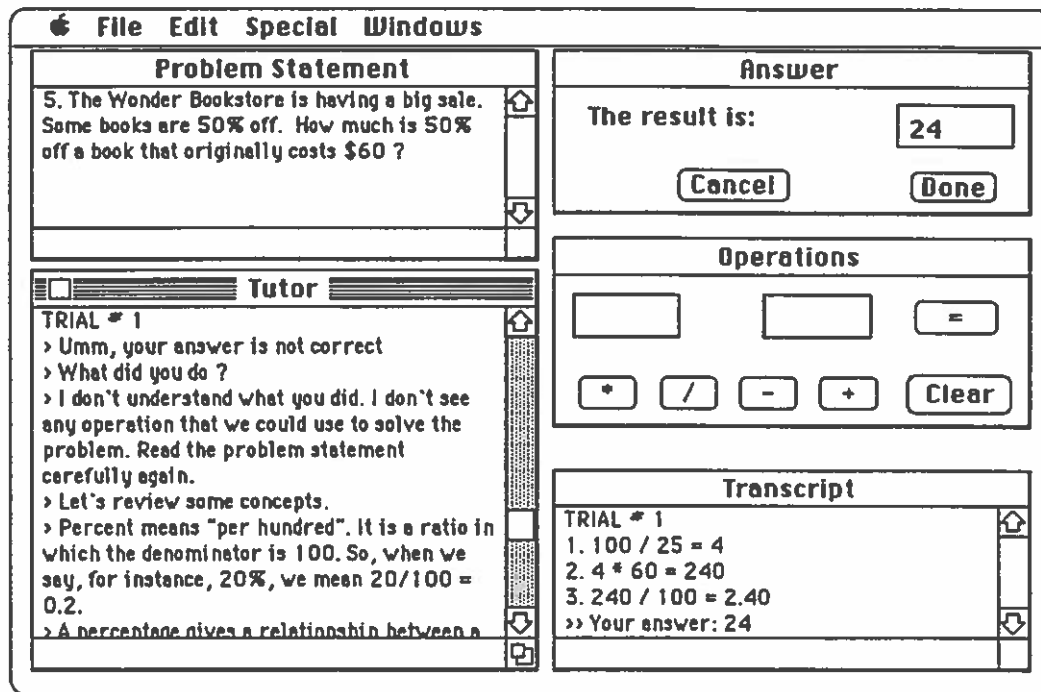 File Edit Special Windows
Problem Statement
5. The Wonder Bookstore is having a big sale.
Some books are 50% off. How much is 50%
off a book that originally costs $60 ?
Answer
The result is:
24
Cancel
Done
Operations
=
*
/
-
+
Clear
Tutor
TRIAL # 1
> Umm, your answer is not correct
> What did you do ?
> I don't understand what you did. I don't see
any operation that we could use to solve the
problem. Read the problem statement
carefully again.
> Let's review some concepts.
> Percent means "per hundred". It is a ratio in
which the denominator is 100. So, when we
say, for instance, 20%, we mean 20/100 =
0.2.
> A percentage gives a relationship between a
Transcript
TRIAL # 1
1. 100 / 25 = 4
2. 4 * 60 = 240
3. 240 / 100 = 2.40
>> Your answer: 24